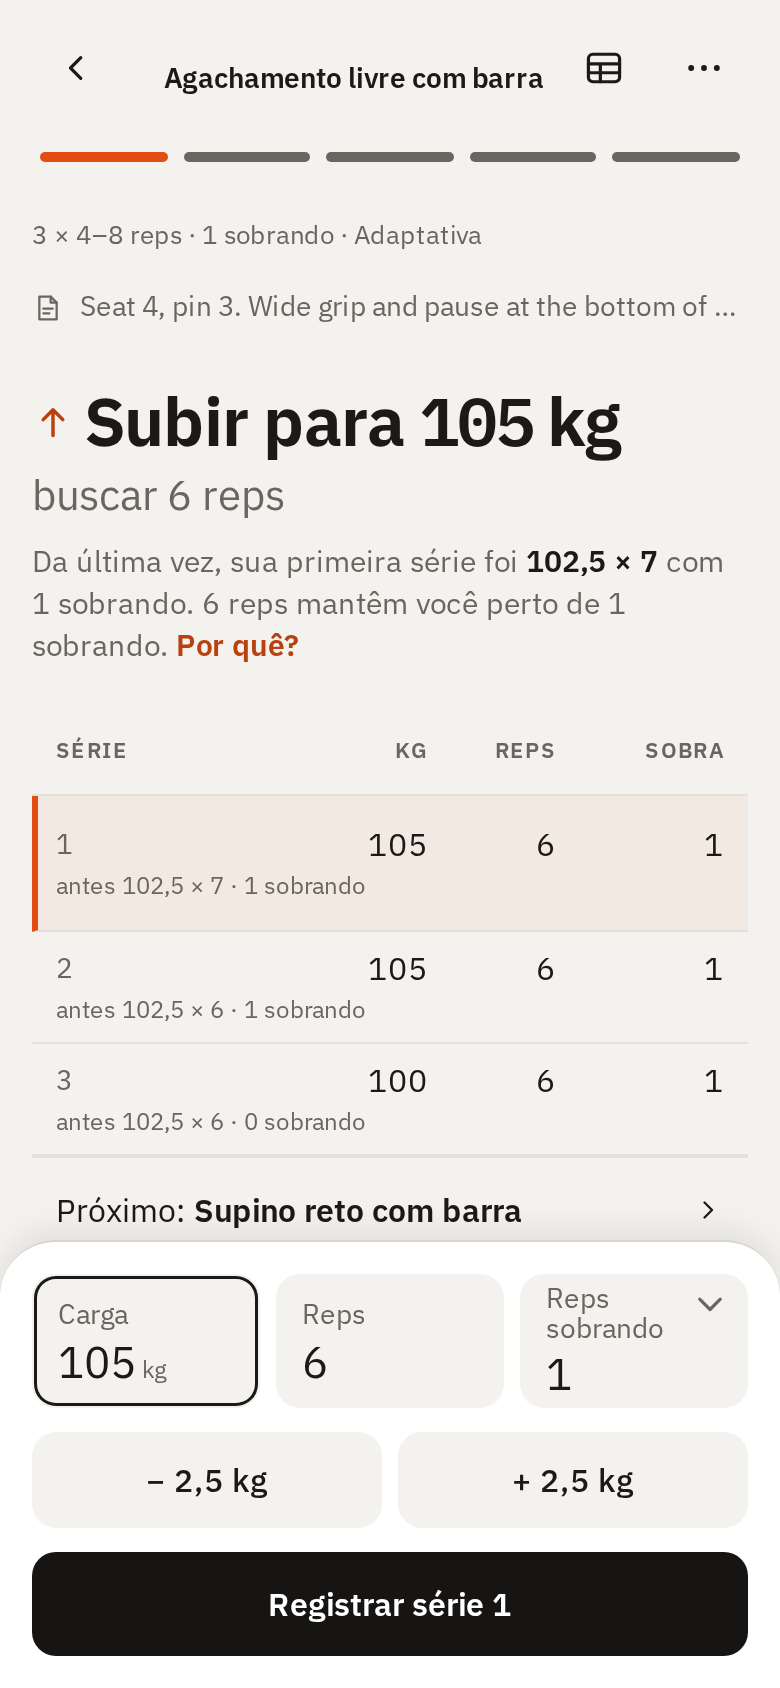 Agachamento livre com barra
3 × 4–8 reps · 1 sobrando · Adaptativa
Seat 4, pin 3. Wide grip and pause at the bottom of ...
↑ Subir para 105 kg
buscar 6 reps
Da última vez, sua primeira série foi 102,5 × 7 com
1 sobrando. 6 reps mantêm você perto de 1
sobrando. Por quê?
SÉRIE KG REPS SOBRA
1 105 6 1
antes 102,5 × 7 · 1 sobrando
2 105 6 1
antes 102,5 × 6 · 1 sobrando
3 100 6 1
antes 102,5 × 6 · 0 sobrando
Próximo: Supino reto com barra
Carga
105 kg
Reps
6
Reps
sobrando
1
− 2,5 kg
+ 2,5 kg
Registrar série 1